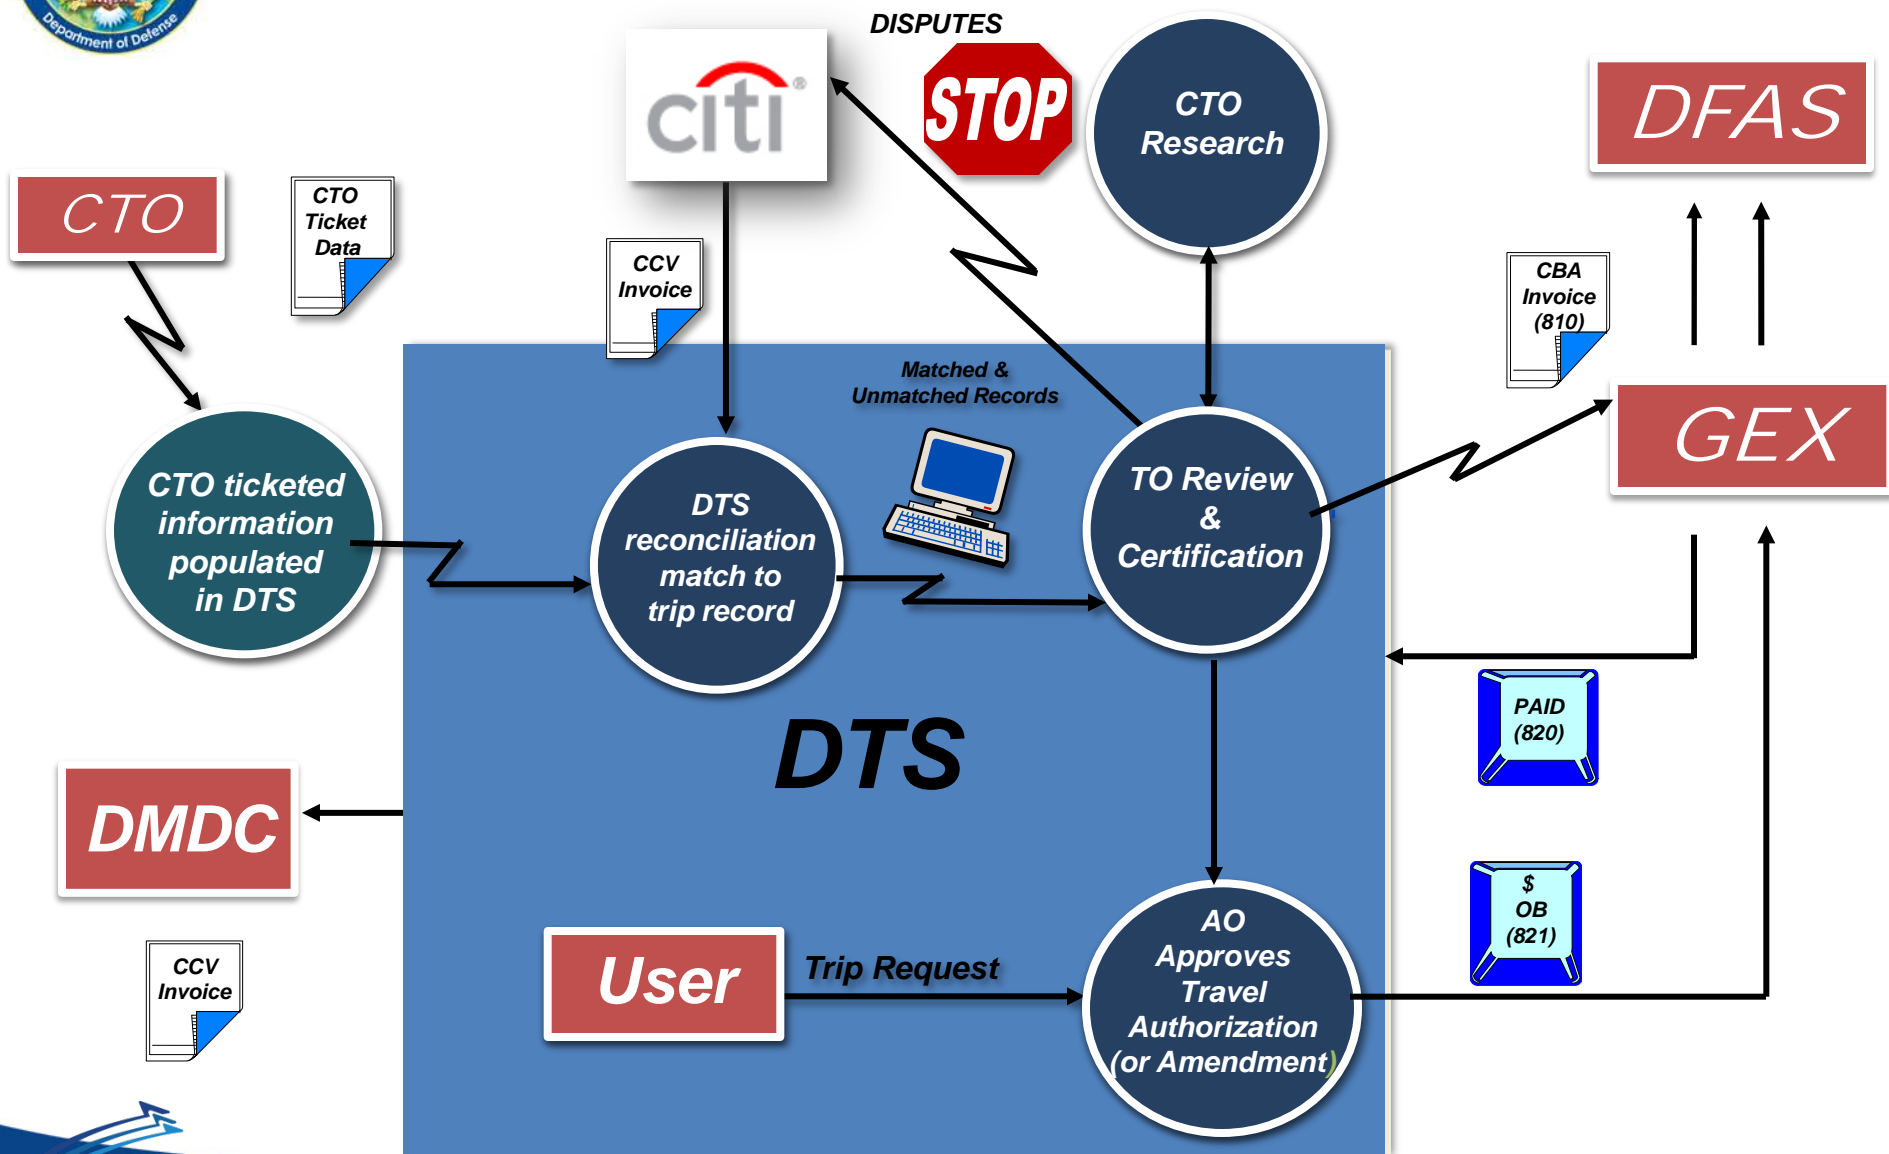 Department of Defense
DISPUTES
citi®
STOP
CTO
Research
DFAS
CTO
CTO
Ticket
Data
CCV
Invoice
CBA
Invoice
(810)
GEX
Matched &
Unmatched Records
CTO ticketed
information
populated
in DTS
DTS
reconciliation
match to
trip record
TO Review
&
Certification
PAID
(820)
DTS
DMDC
$
OB
(821)
CCV
Invoice
User
Trip Request
AO
Approves
Travel
Authorization
(or Amendment)